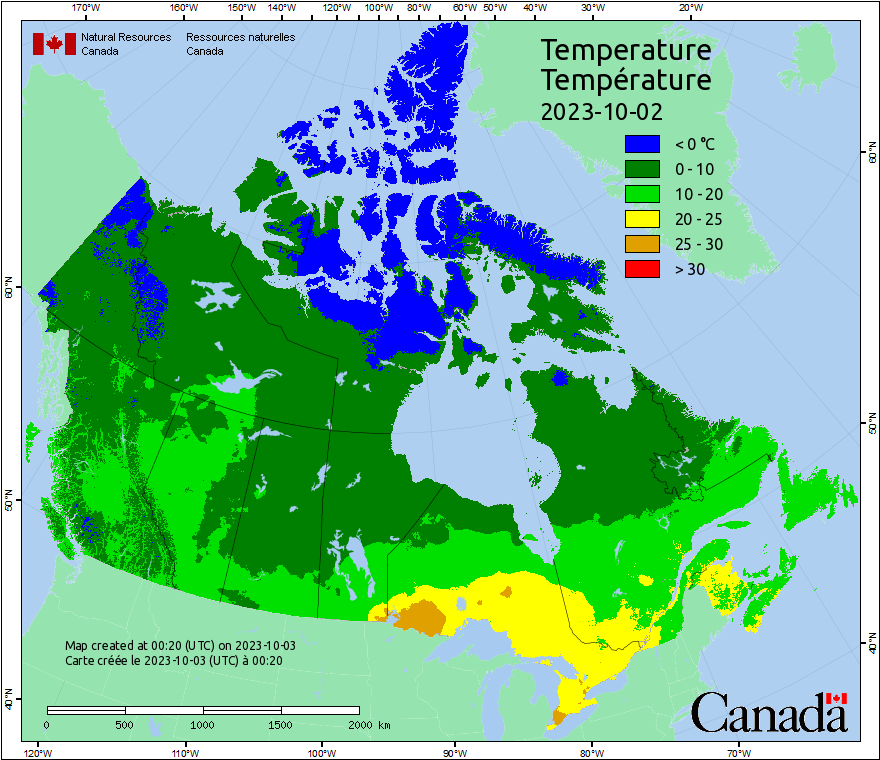 170°W 160°W 150°W 140°W 130°W 120°W 110°W 100°W 90°W 80°W 70°W 60°W 50°W 40°W 30°W 20°W
Natural Resources Ressources naturelles
Canada Canada
Temperature
Température
2023-10-02
< 0 °C
0 - 10
10 - 20
20 - 25
25 - 30
> 30
60°N
60°N
50°N
50°N
40°N
40°N
Map created at 00:20 (UTC) on 2023-10-03
Carte créée le 2023-10-03 (UTC) à 00:20
0 500 1000 1500 2000 km
Canada
120°W 110°W 100°W 90°W 80°W 70°W